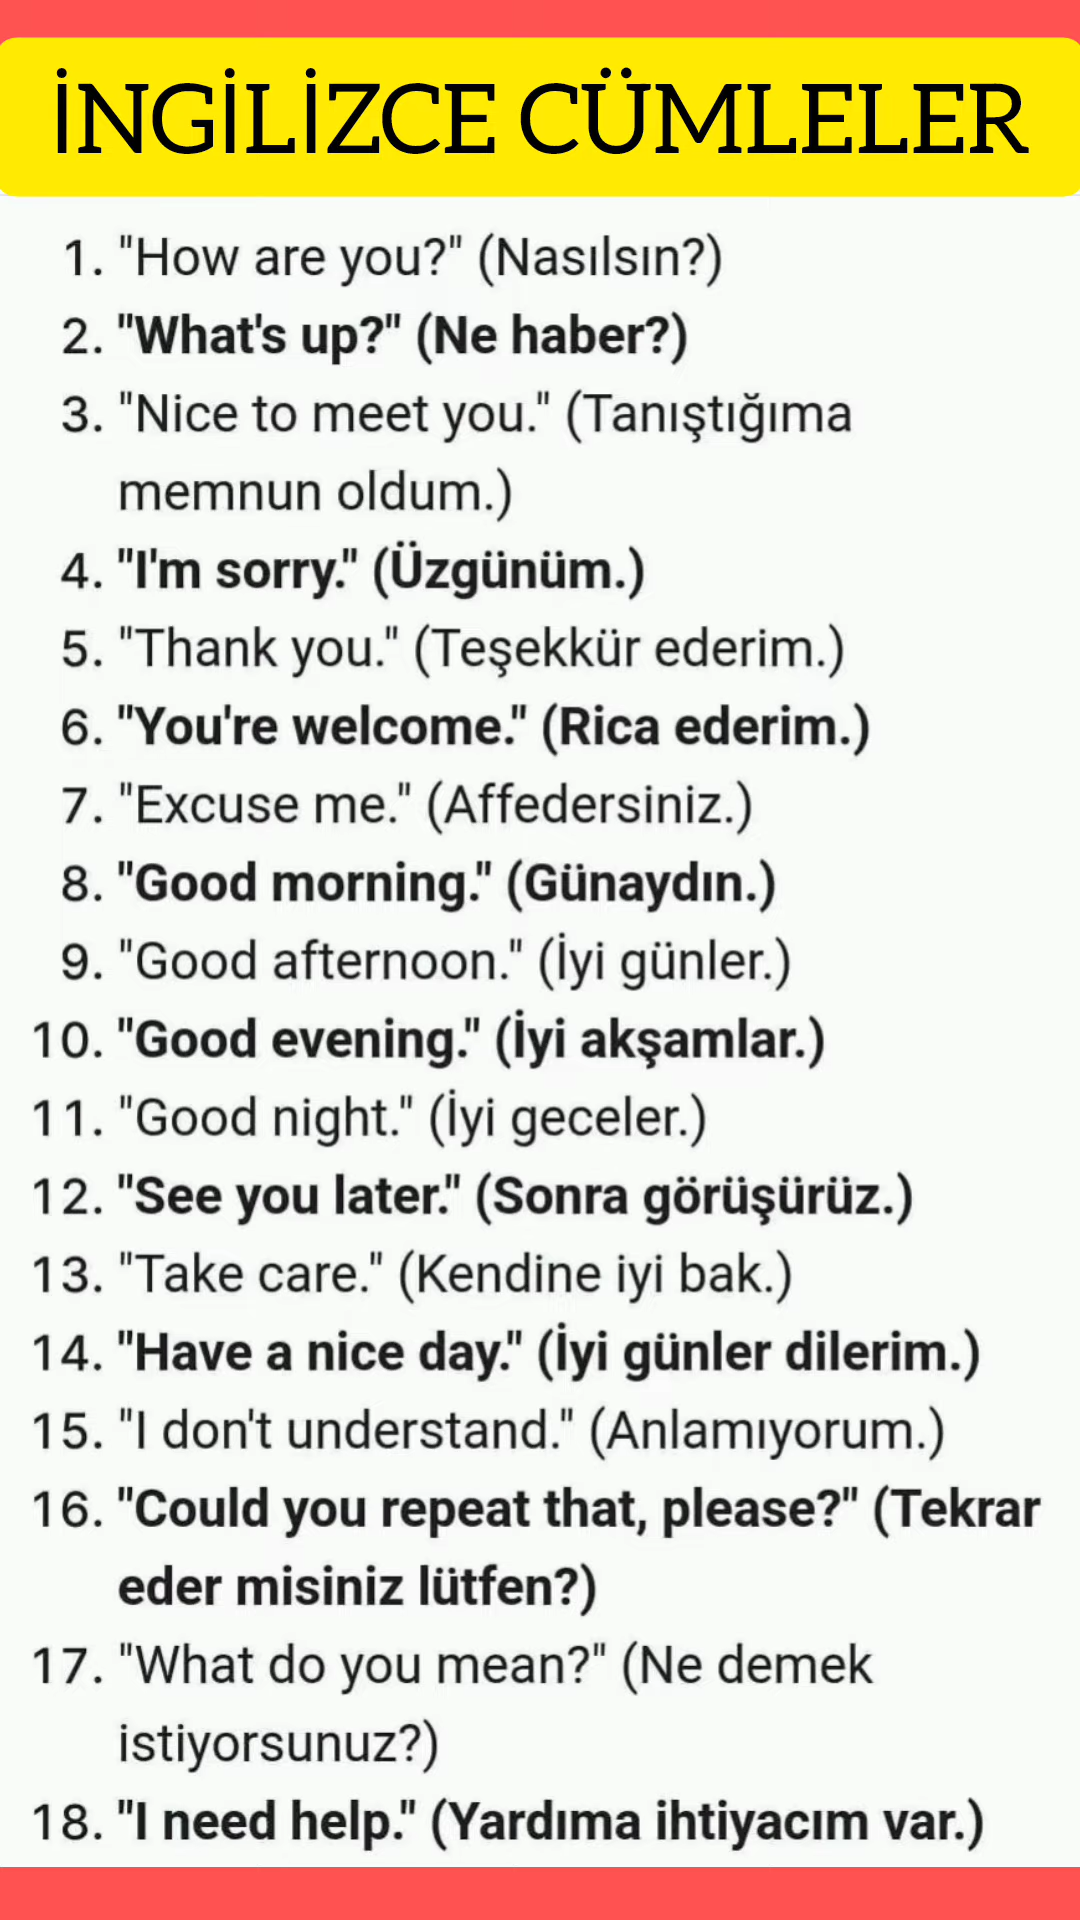 İNGİLİZCE CÜMLELER
1. "How are you?" (Nasılsın?)
2. "What's up?" (Ne haber?)
3. "Nice to meet you." (Tanıştığıma
memnun oldum.)
4. "I'm sorry." (Üzgünüm.)
5. "Thank you." (Teşekkür ederim.)
6. "You're welcome." (Rica ederim.)
7. "Excuse me." (Affedersiniz.)
8. "Good morning." (Günaydın.)
9. "Good afternoon." (İyi günler.)
10. "Good evening." (İyi akşamlar.)
11. "Good night." (İyi geceler.)
12. "See you later." (Sonra görüşürüz.)
13. "Take care." (Kendine iyi bak.)
14. "Have a nice day." (İyi günler dilerim.)
15. "I don't understand." (Anlamıyorum.)
16. "Could you repeat that, please?" (Tekrar
eder misiniz lütfen?)
17. "What do you mean?" (Ne demek
istiyorsunuz?)
18. "I need help." (Yardıma ihtiyacım var.)